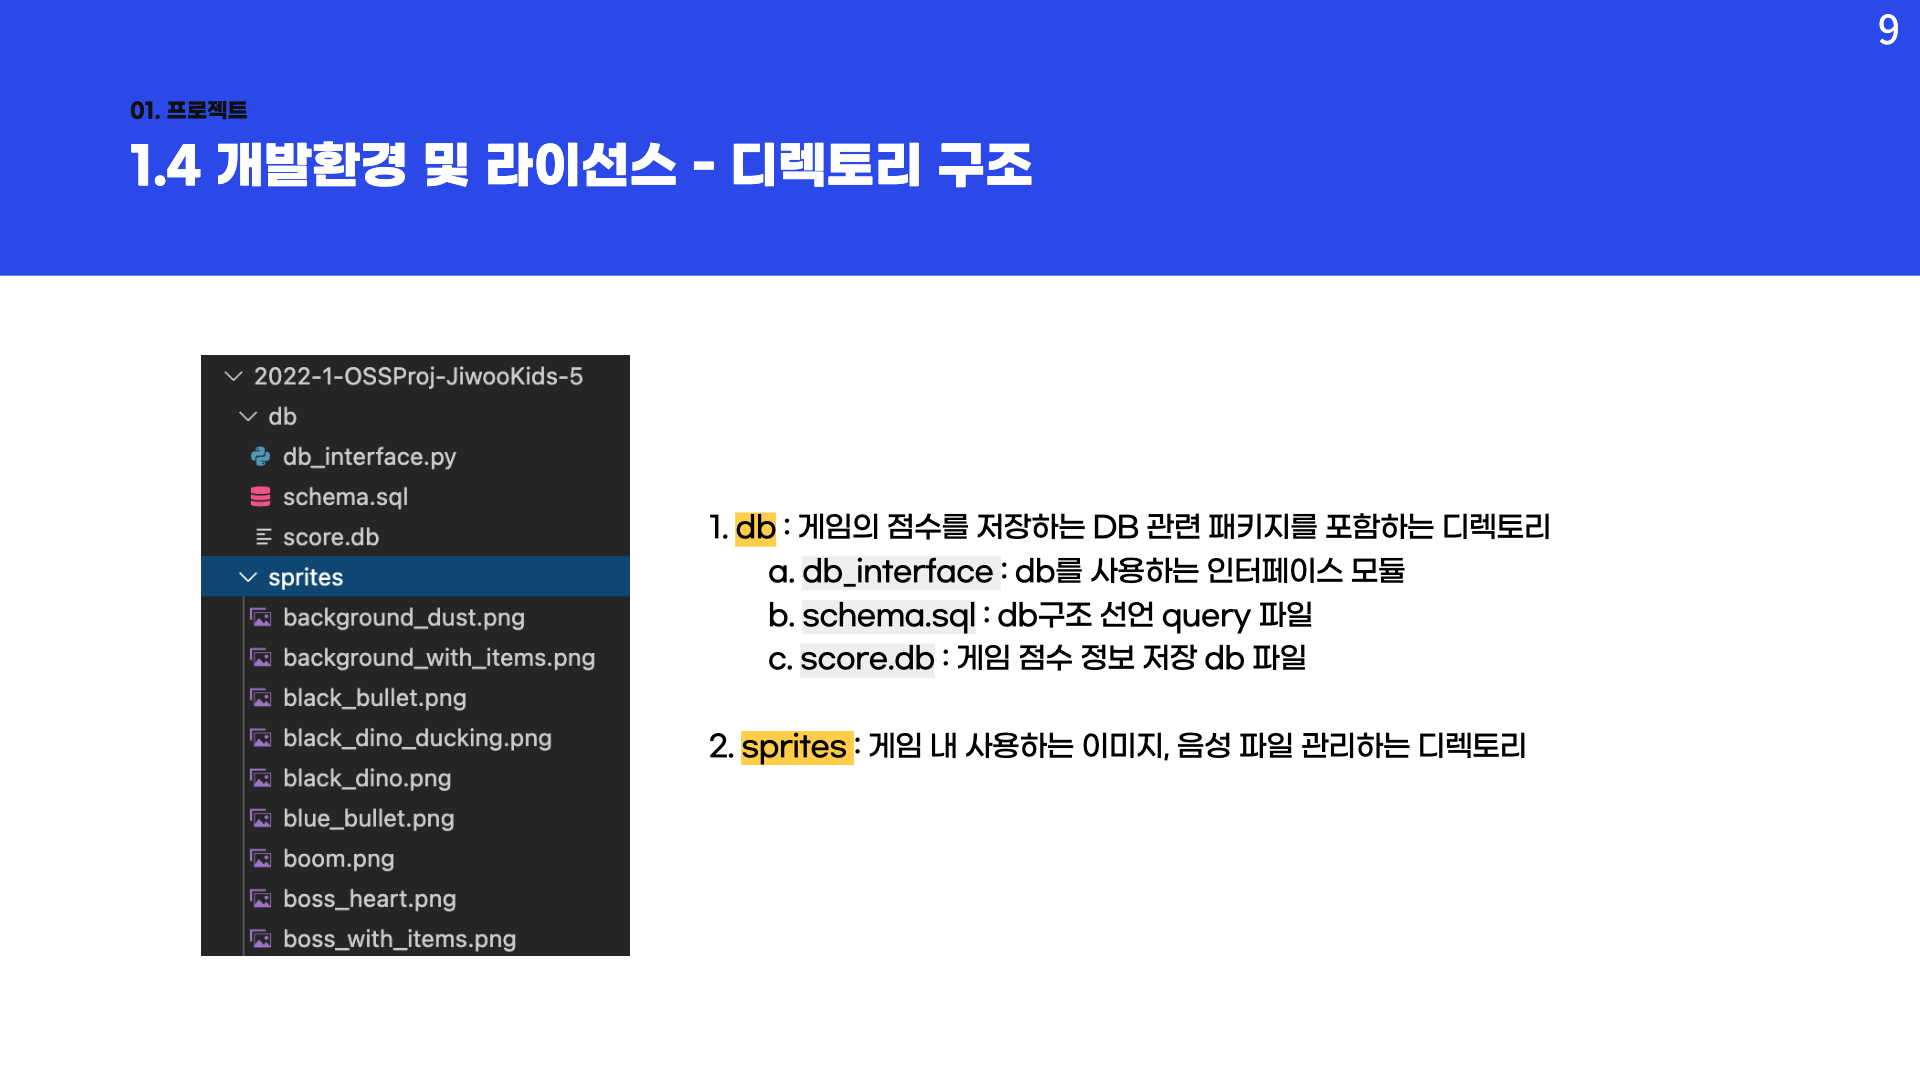 9
01. 프로젝트
1.4 개발환경 및 라이선스 - 디렉토리 구조
2022-1-OSSProj-JiwooKids-5
db
db_interface.py
schema.sql
score.db
sprites
background_dust.png
background_with_items.png
black_bullet.png
black_dino_ducking.png
black_dino.png
blue_bullet.png
boom.png
boss_heart.png
boss_with_items.png
1. db : 게임의 점수를 저장하는 DB 관련 패키지를 포함하는 디렉토리
a. db_interface : db를 사용하는 인터페이스 모듈
b. schema.sql : db구조 선언 query 파일
c. score.db : 게임 점수 정보 저장 db 파일
2. sprites : 게임 내 사용하는 이미지, 음성 파일 관리하는 디렉토리